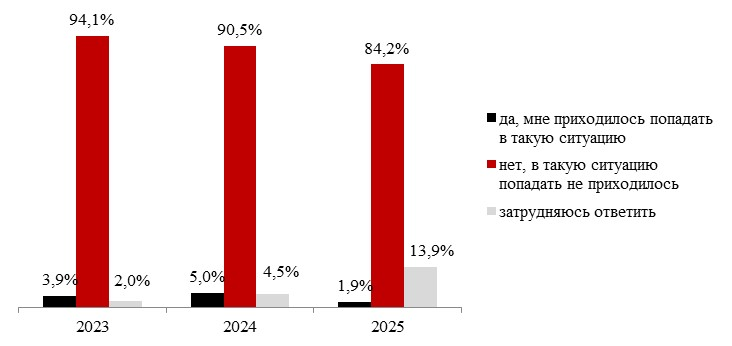 94,1%
90,5%
84,2%
3,9%
2,0%
5,0%
4,5%
1,9%
13,9%
2023
2024
2025
да, мне приходилось попадать
в такую ситуацию
нет, в такую ситуацию
попадать не приходилось
затрудняюсь ответить